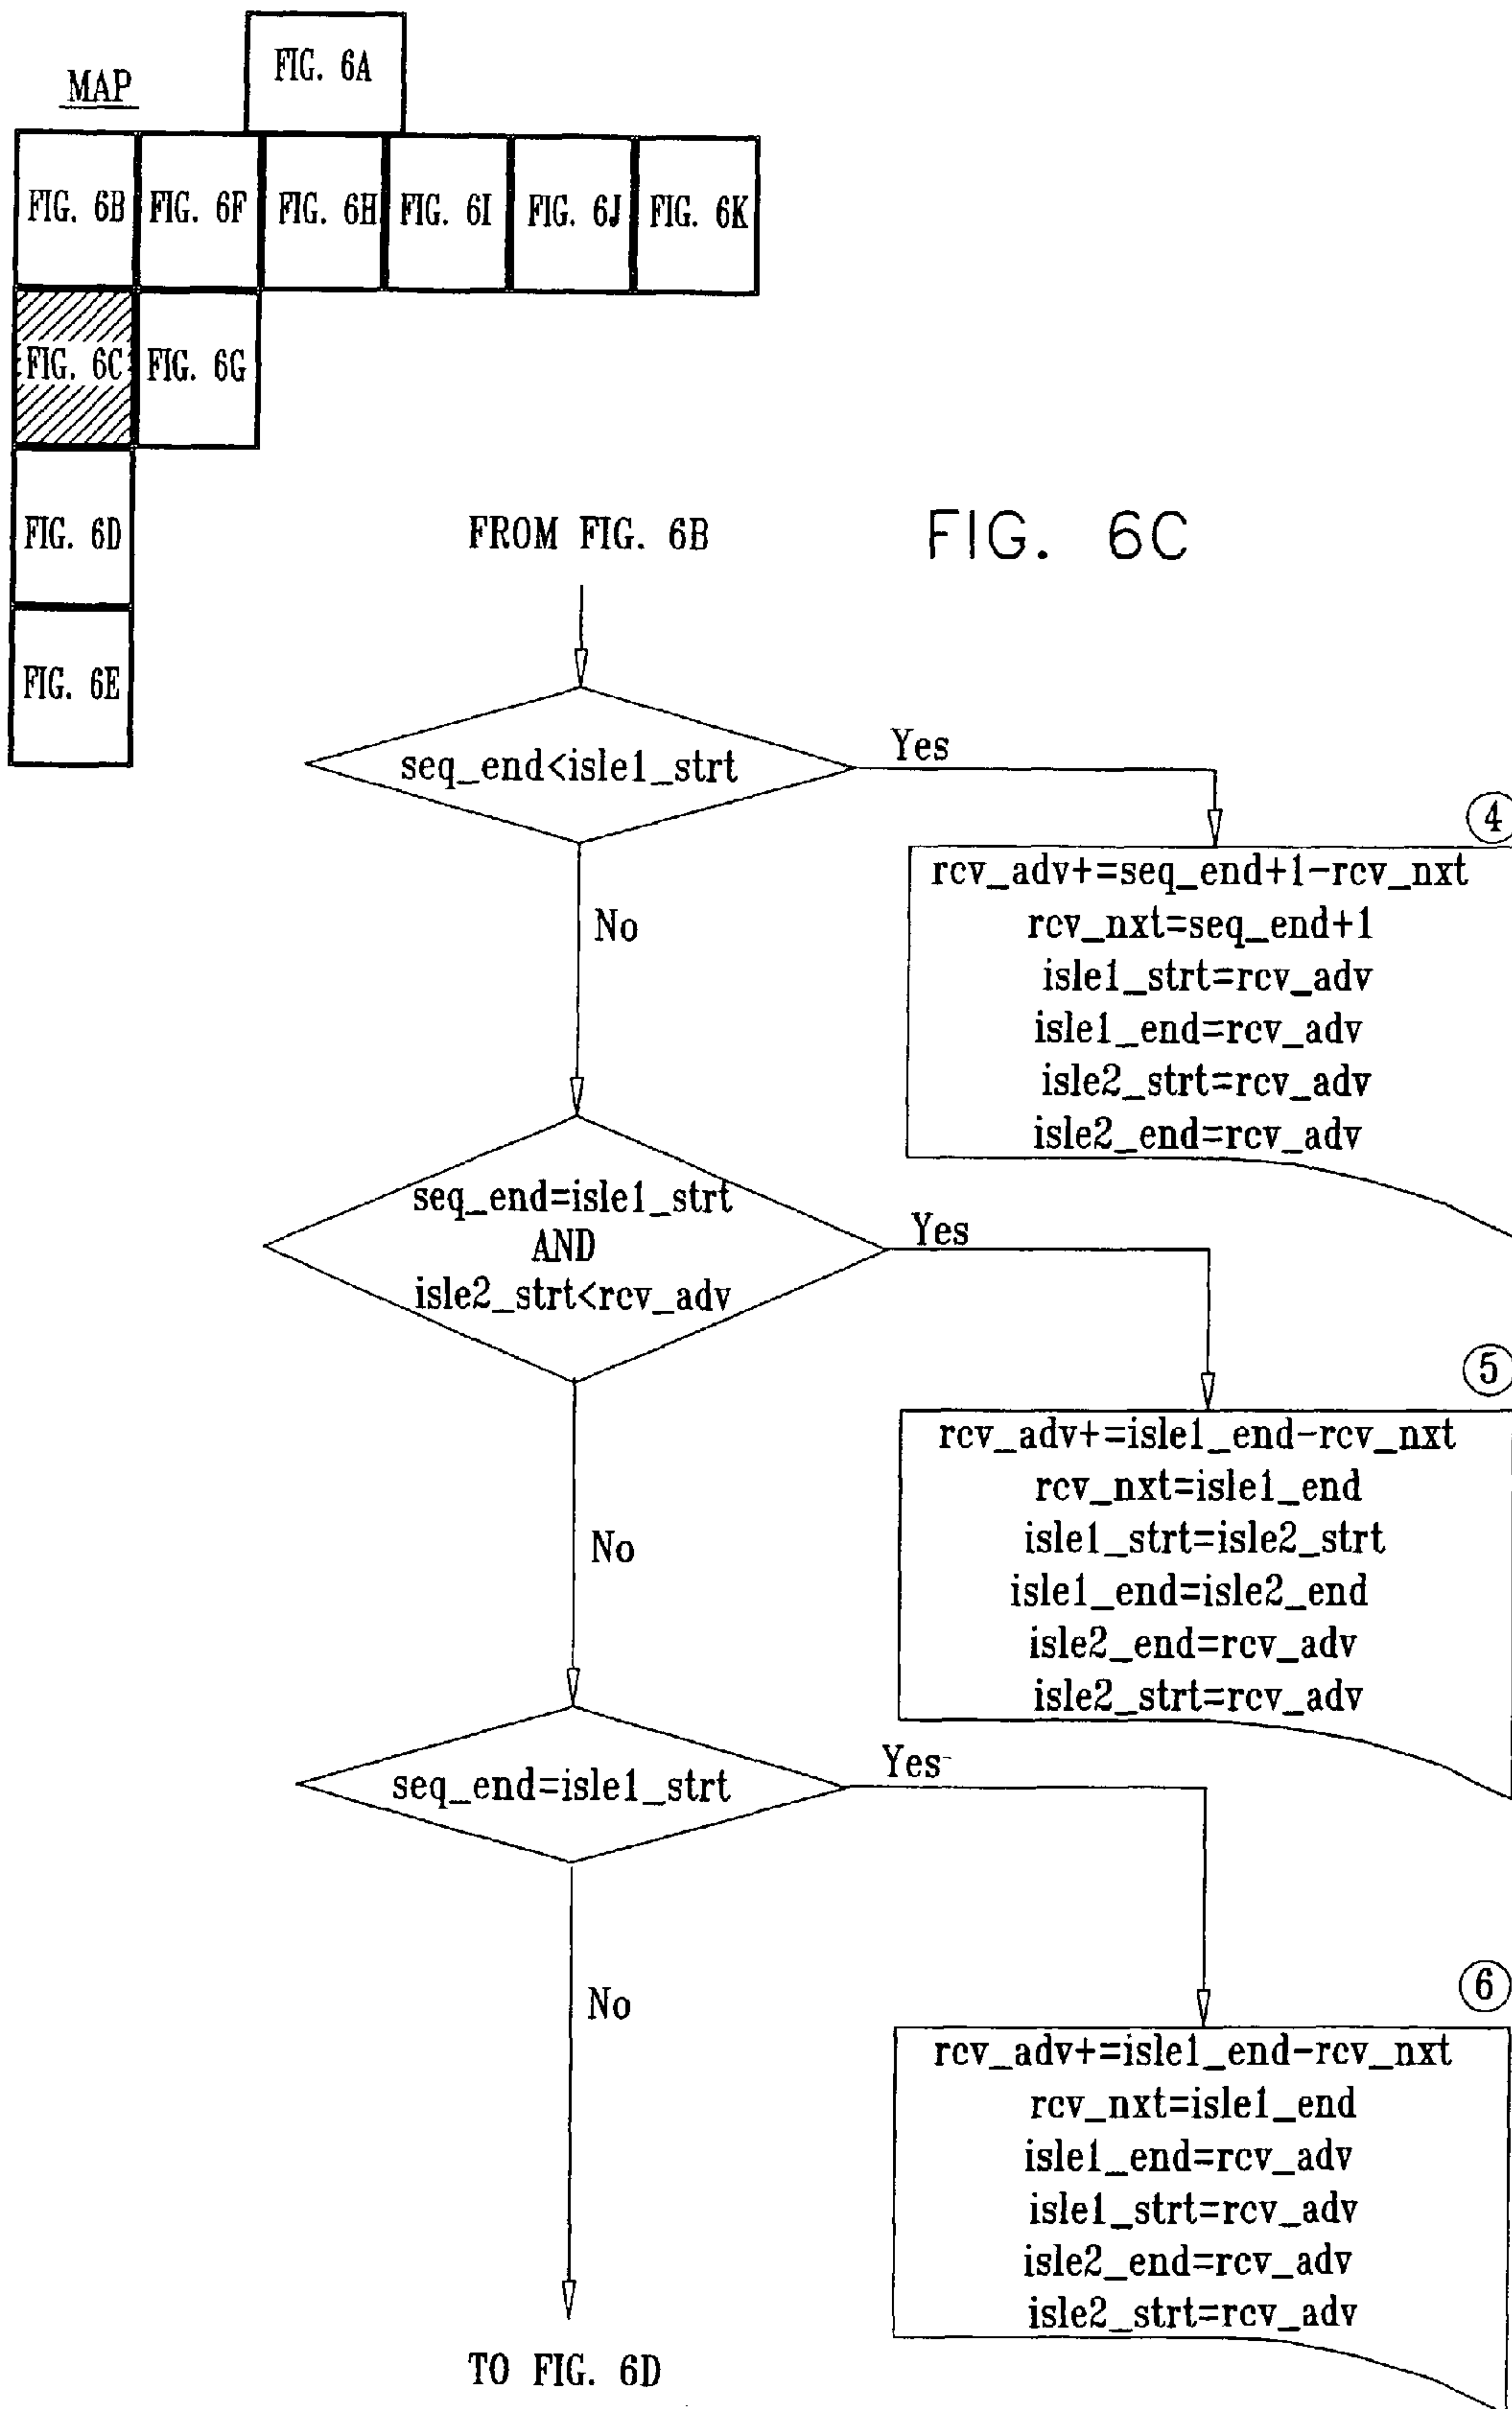 MAP
FIG. 6A
FIG. 6B FIG. 6F FIG. 6H FIG. 6I FIG. 6J FIG. 6K
FIG. 6C FIG. 6G
FIG. 6D
FIG. 6E
FROM FIG. 6B
FIG. 6C
seq_end<isle1_strt
Yes
No
4
rcv_adv+=seq_end+1-rcv_nxt
rcv_nxt=seq_end+1
isle1_strt=rcv_adv
isle1_end=rcv_adv
isle2_strt=rcv_adv
isle2_end=rcv_adv
seq_end=isle1_strt
AND
isle2_strt<rcv_adv
Yes
No
5
rcv_adv+=isle1_end-rcv_nxt
rcv_nxt=isle1_end
isle1_strt=isle2_strt
isle1_end=isle2_end
isle2_end=rcv_adv
isle2_strt=rcv_adv
seq_end=isle1_strt
Yes
No
6
rcv_adv+=isle1_end-rcv_nxt
rcv_nxt=isle1_end
isle1_end=rcv_adv
isle1_strt=rcv_adv
isle2_end=rcv_adv
isle2_strt=rcv_adv
TO FIG. 6D